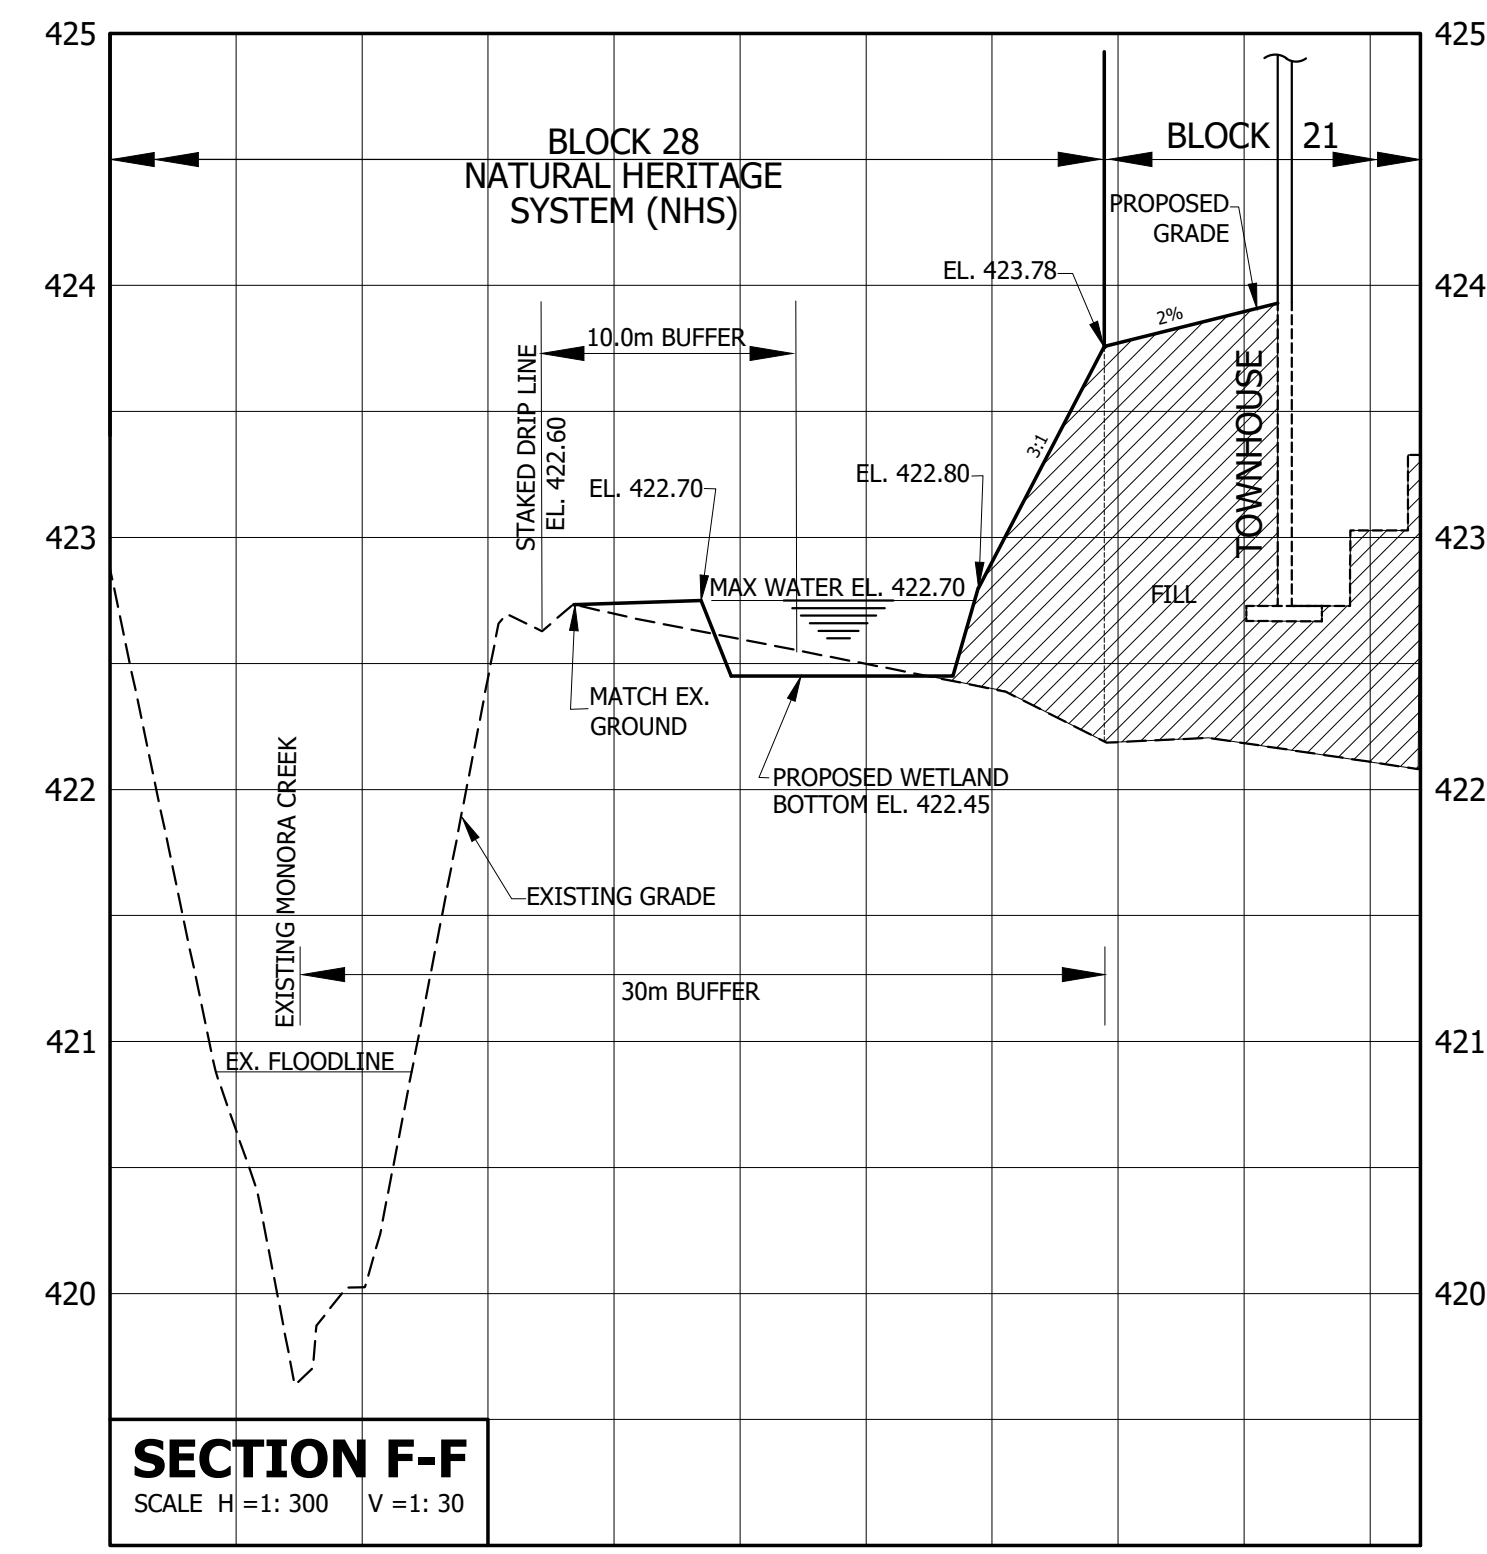 425
425
BLOCK 28
NATURAL HERITAGE
SYSTEM (NHS)
BLOCK 21
PROPOSED
GRADE
EL. 423.78
424
424
2%
10.0m BUFFER
STAKED DRIP LINE
EL. 422.60
TOWNHOUSE
3:1
EL. 422.70
EL. 422.80
423
423
MAX WATER EL. 422.70
FILL
MATCH EX.
GROUND
PROPOSED WETLAND
BOTTOM EL. 422.45
422
422
EXISTING MONORA CREEK
EXISTING GRADE
30m BUFFER
421
421
EX. FLOODLINE
420
420
SECTION F-F
SCALE H =1: 300 V =1: 30